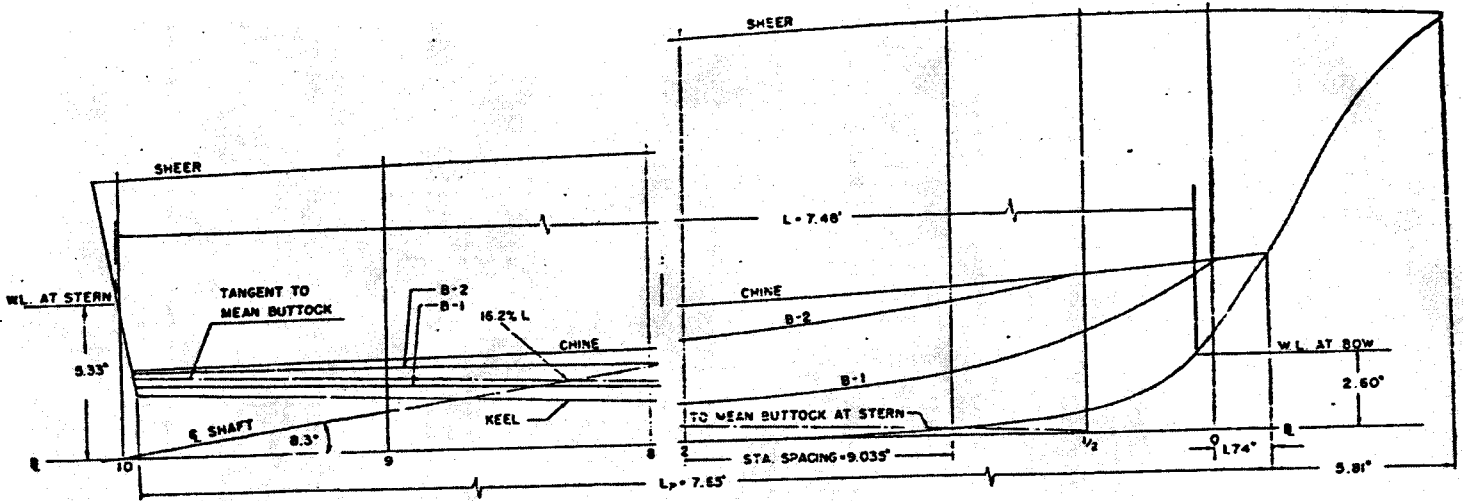 SHEER
SHEER
L = 7.48'
W.L. AT STERN
TANGENT TO
MEAN BUTTOCK
B-2
B-1
16.2% L
CHINE
CHINE
B-2
B-1
W.L. AT BOW
2.60"
KEEL
TO MEAN BUTTOCK AT STERN
℄ SHAFT
8.3°
10
9
8
2
1
1/2
0
STA. SPACING=9.035"
1.74"
5.81"
Lp = 7.65'